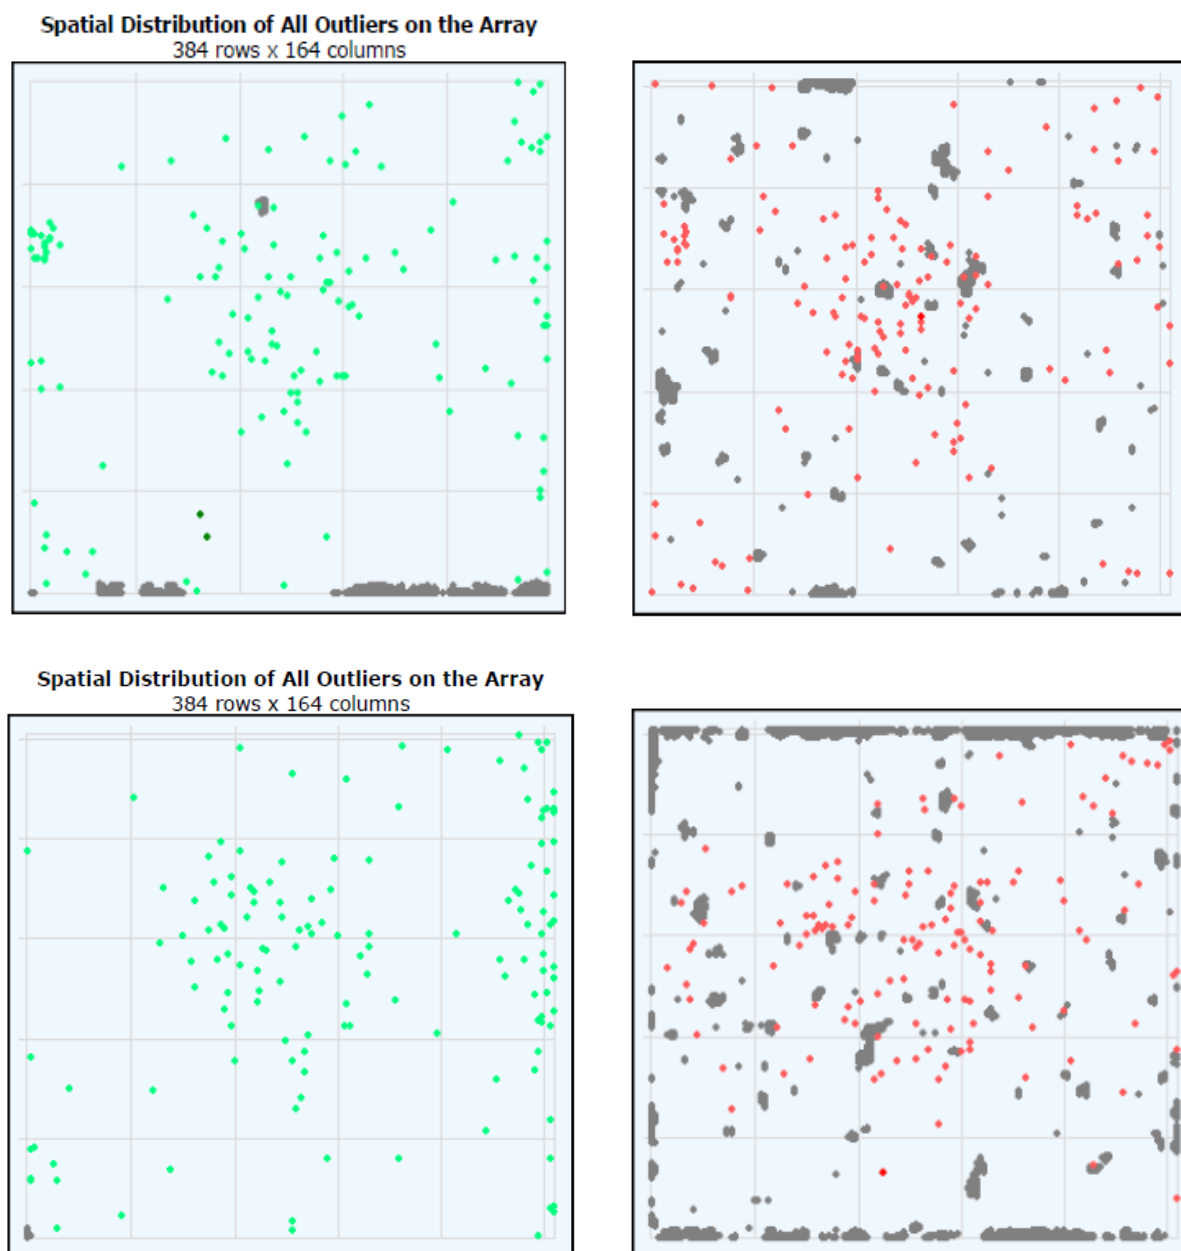 Spatial Distribution of All Outliers on the Array
384 rows x 164 columns
Spatial Distribution of All Outliers on the Array
384 rows x 164 columns